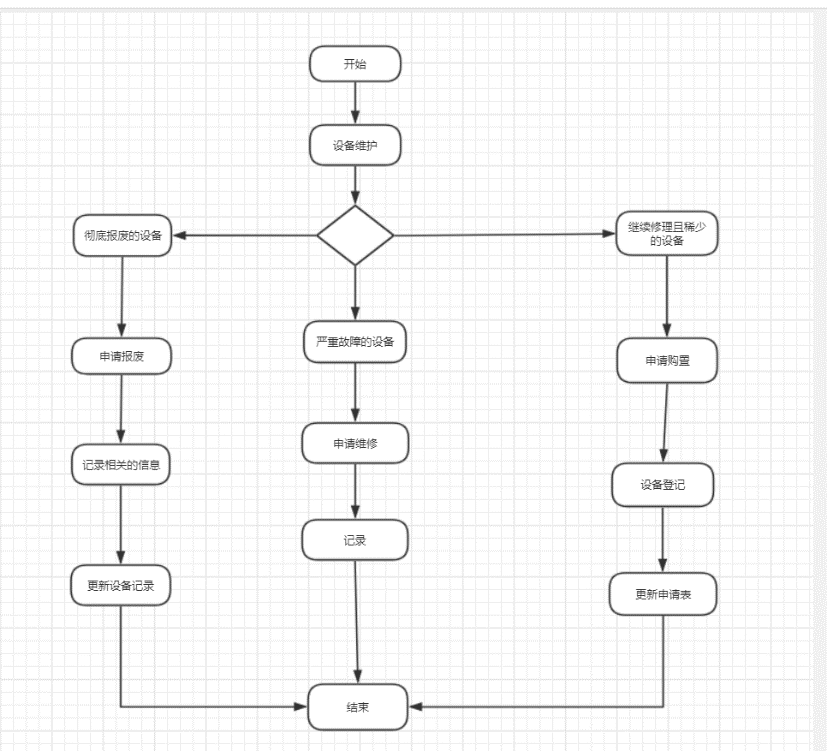 开始
设备维护
彻底报废的设备
继续修理且稀少
的设备
严重故障的设备
申请报废
申请购置
申请维修
记录相关的信息
设备登记
记录
更新设备记录
更新申请表
结束